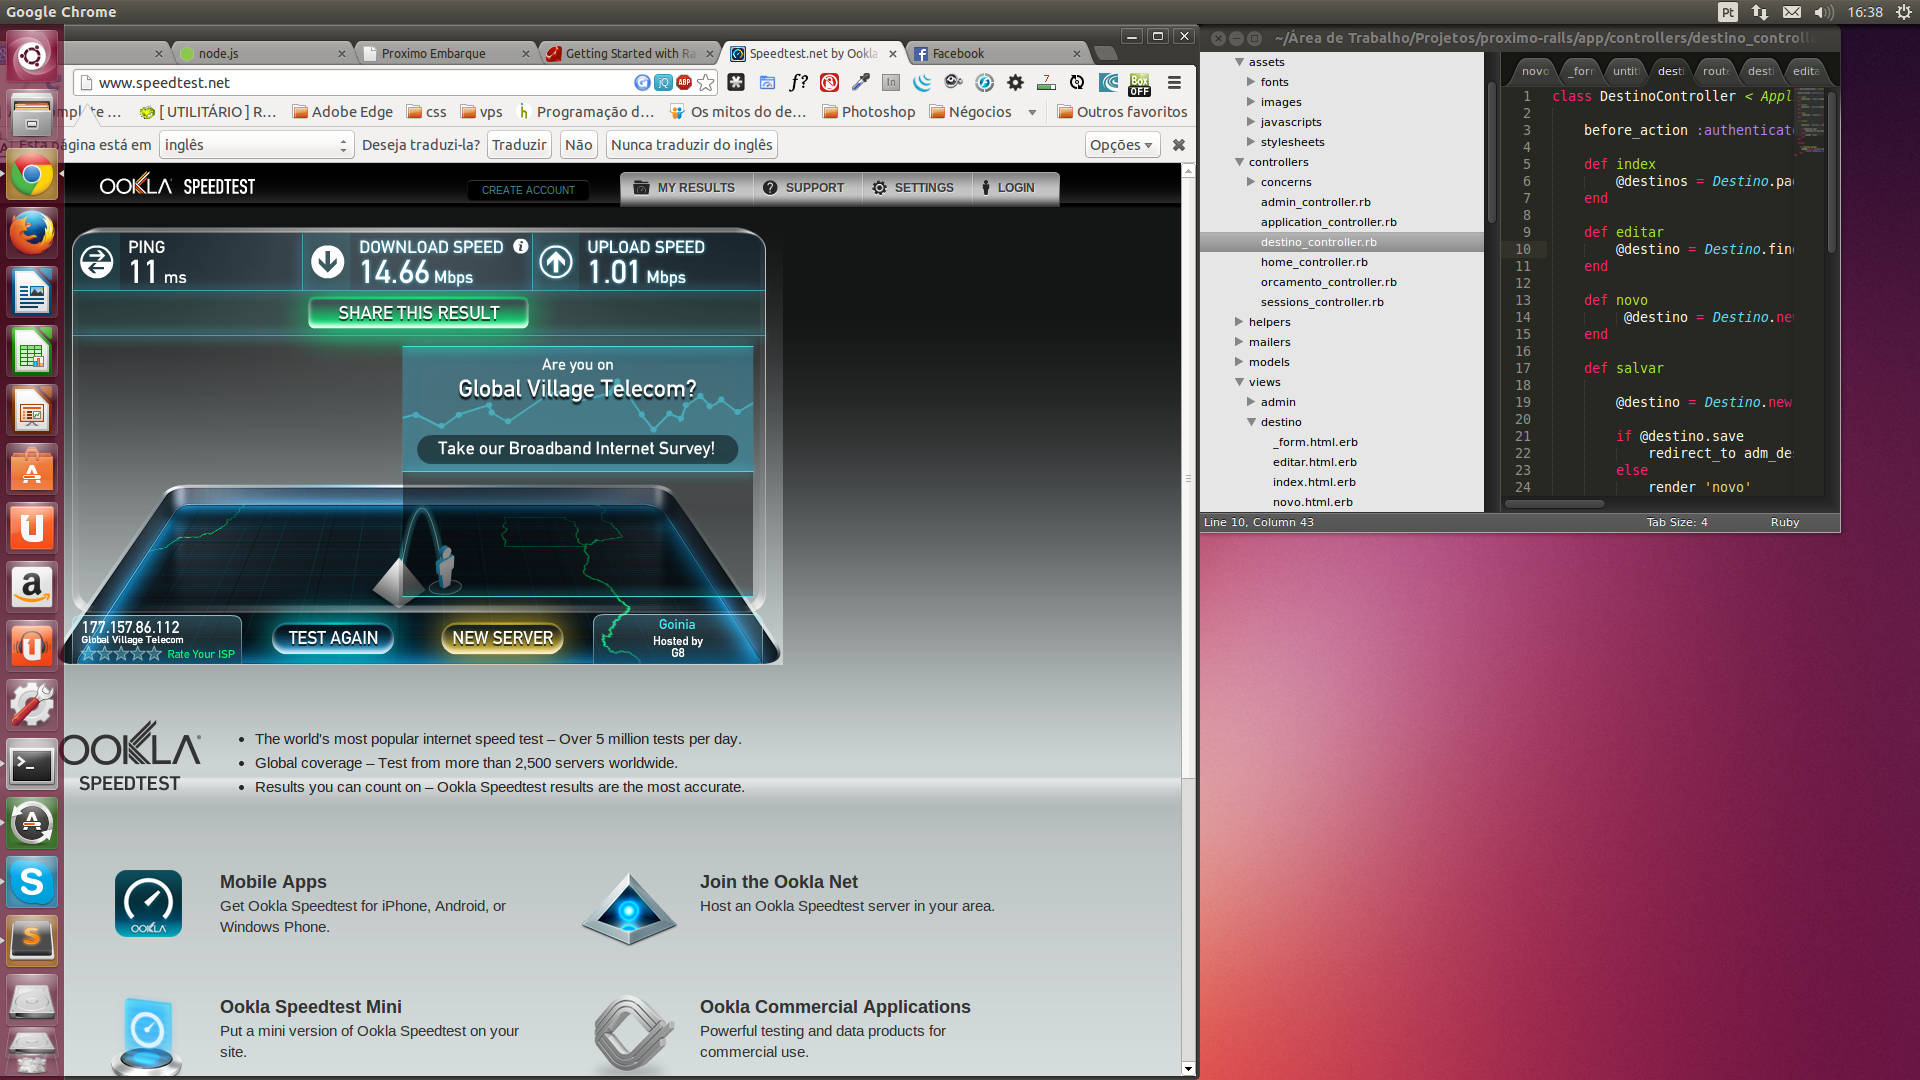 Google Chrome
Pt
16:38
node.js
Proximo Embarque
Getting Started with Ra
Speedtest.net by Ookla
Facebook
www.speedtest.net
[ UTILITÁRIO ] R...
Adobe Edge
css
vps
Programação d...
Os mitos do de...
Photoshop
Négocios
Outros favoritos
Esta página está em
inglês
Deseja traduzi-la?
Traduzir
Não
Nunca traduzir do inglês
Opções
OOKLA SPEEDTEST
CREATE ACCOUNT
MY RESULTS
SUPPORT
SETTINGS
LOGIN
PING
11 ms
DOWNLOAD SPEED
14.66 Mbps
UPLOAD SPEED
1.01 Mbps
SHARE THIS RESULT
Are you on
Global Village Telecom?
Take our Broadband Internet Survey!
177.157.86.112
Global Village Telecom
Rate Your ISP
TEST AGAIN
NEW SERVER
Goinia
Hosted by
G8
OOKLA
SPEEDTEST
• The world's most popular internet speed test – Over 5 million tests per day.
• Global coverage – Test from more than 2,500 servers worldwide.
• Results you can count on – Ookla Speedtest results are the most accurate.
OOKLA
Mobile Apps
Get Ookla Speedtest for iPhone, Android, or
Windows Phone.
Join the Ookla Net
Host an Ookla Speedtest server in your area.
Ookla Speedtest Mini
Put a mini version of Ookla Speedtest on your
site.
Ookla Commercial Applications
Powerful testing and data products for
commercial use.
~/Área de Trabalho/Projetos/proximo-rails/app/controllers/destino_controlle
assets
fonts
images
javascripts
stylesheets
controllers
concerns
admin_controller.rb
application_controller.rb
destino_controller.rb
home_controller.rb
orcamento_controller.rb
sessions_controller.rb
helpers
mailers
models
views
admin
destino
_form.html.erb
editar.html.erb
index.html.erb
novo.html.erb
novo
_form
untit
desti
route
desti
edita
1 class DestinoController < Appl
2
3 before_action :authenticate
4
5 def index
6 @destinos = Destino.pa
7 end
8
9 def editar
10 @destino = Destino.fin
11 end
12
13 def novo
14 @destino = Destino.ne
15 end
16
17 def salvar
18
19 @destino = Destino.new
20
21 if @destino.save
22 redirect_to adm_des
23 else
24 render 'novo'
Line 10, Column 43
Tab Size: 4
Ruby